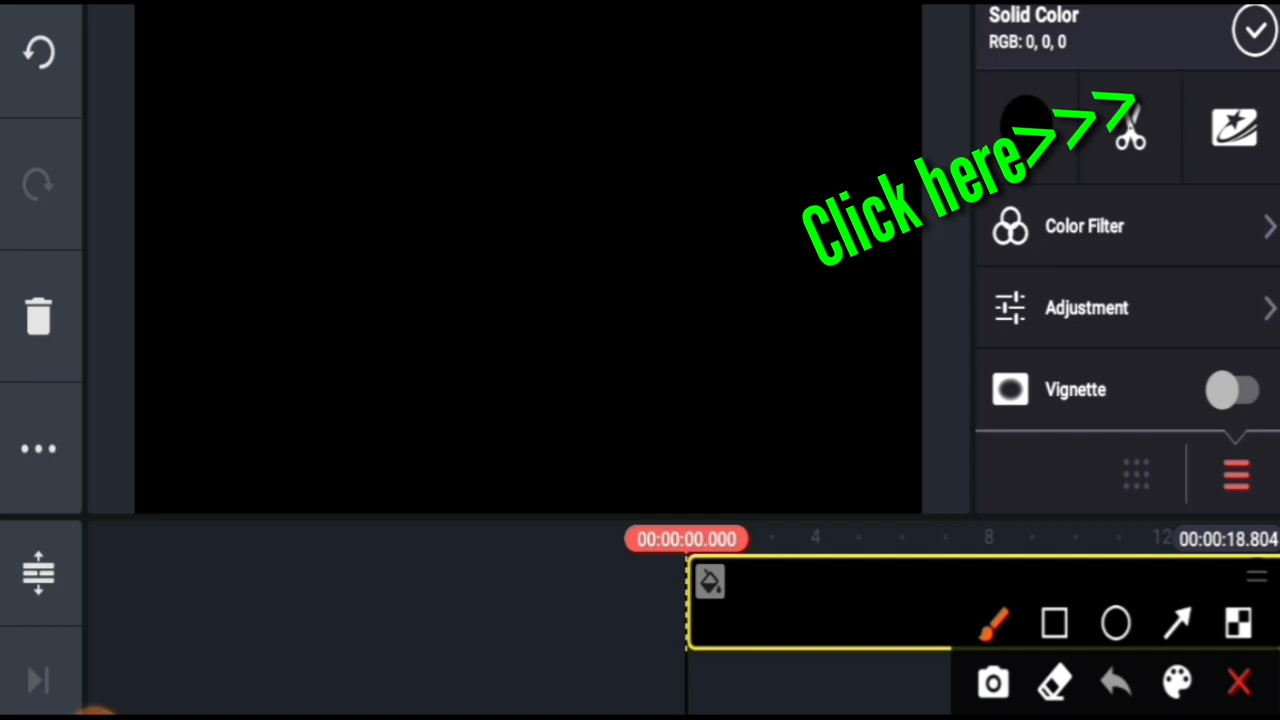 Solid Color
RGB: 0, 0, 0
Click here>>>
Color Filter
Adjustment
Vignette
00:00:00.000
4
8
12
00:00:18.804